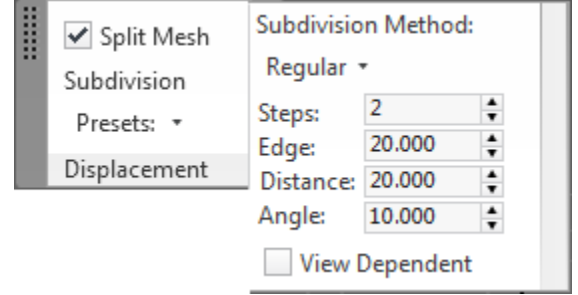 Split Mesh
Subdivision
Presets:
Displacement
Subdivision Method:
Regular
Steps: 2
Edge: 20.000
Distance: 20.000
Angle: 10.000
View Dependent